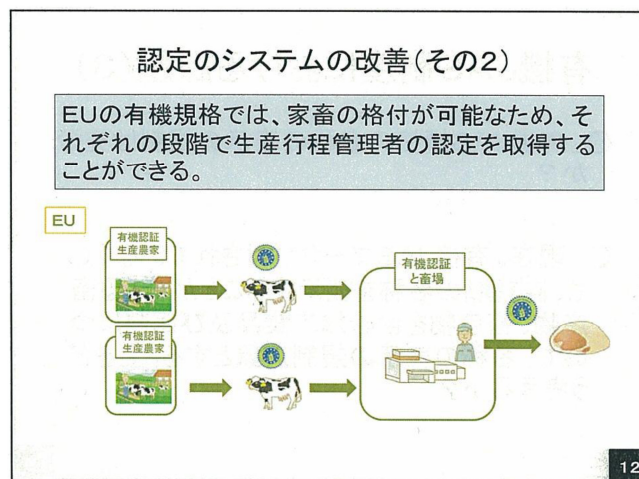 認定のシステムの改善(その2)
EUの有機規格では、家畜の格付が可能なため、そ
れぞれの段階で生産行程管理者の認定を取得する
ことができる。
EU
有機認証
生産農家
有機認証
と畜場
有機認証
生産農家
12